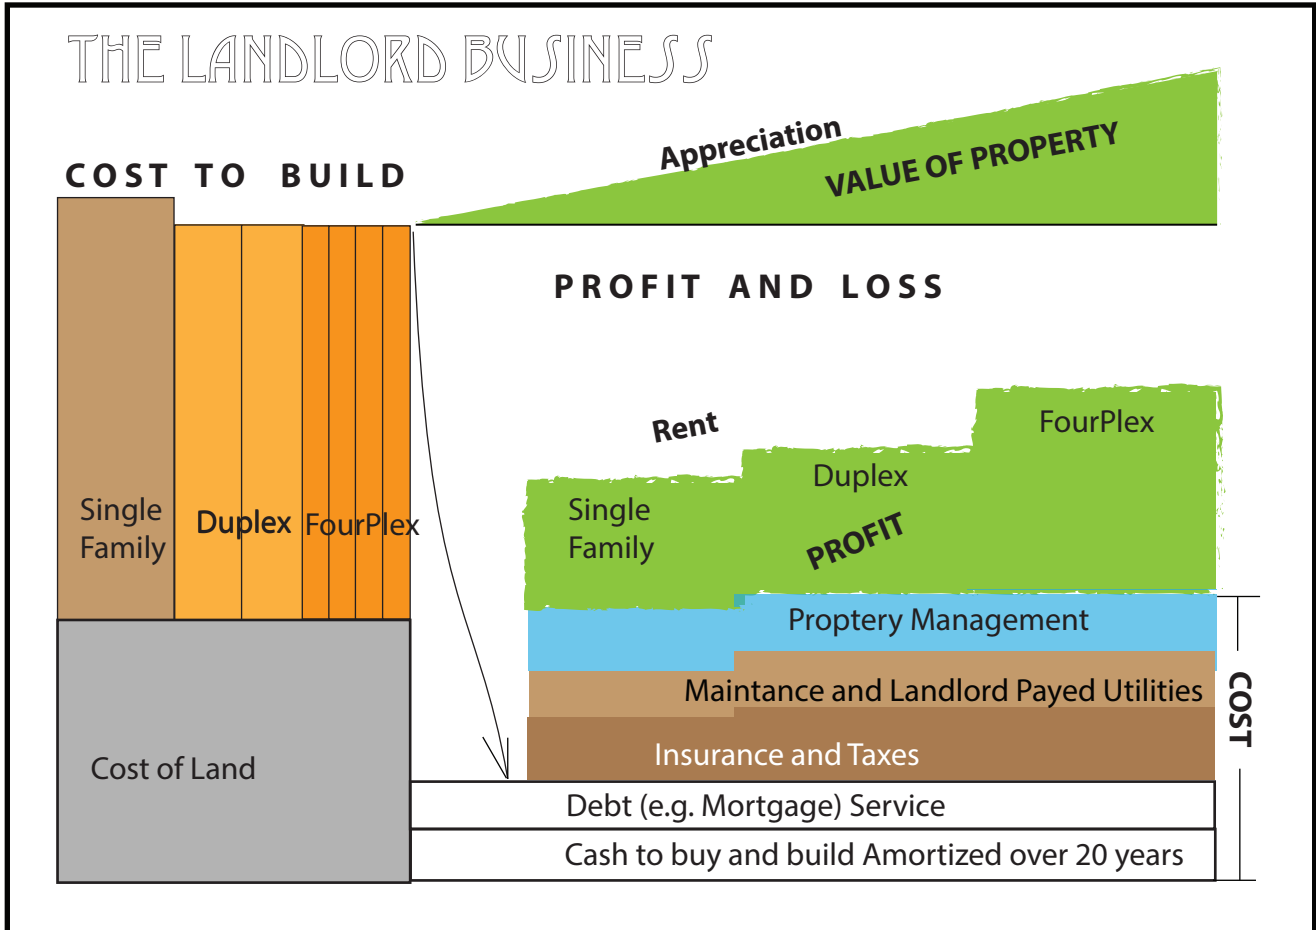 THE LANDLORD BUSINESS
COST TO BUILD
Appreciation
VALUE OF PROPERTY
PROFIT AND LOSS
Single
Family
Duplex
FourPlex
Cost of Land
Rent
Single
Family
Duplex
FourPlex
PROFIT
Proptery Management
Maintance and Landlord Payed Utilities
Insurance and Taxes
Debt (e.g. Mortgage) Service
Cash to buy and build Amortized over 20 years
COST